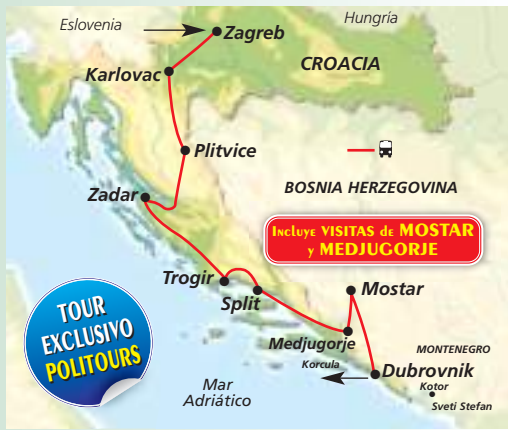 Eslovenia
Hungría
Zagreb
CROACIA
Karlovac
Plitvice
BOSNIA HERZEGOVINA
Zadar
Incluye VISITAS de MOSTAR
y MEDJUGORJE
Trogir
Split
Mostar
TOUR
EXCLUSIVO
POLITOURS
Medjugorje
MONTENEGRO
Korcula
Dubrovnik
Mar
Adriático
Kotor
Sveti Stefan